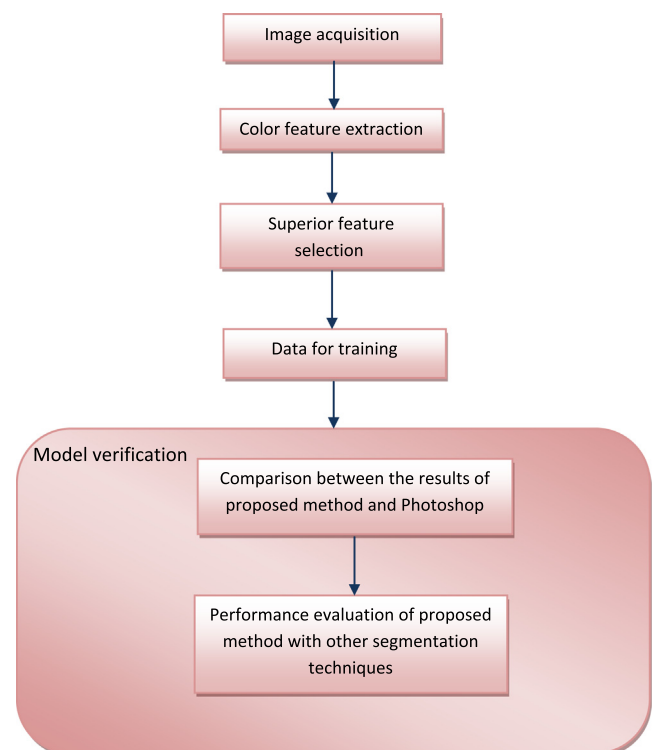 Image acquisition
Color feature extraction
Superior feature
selection
Data for training
Model verification
Comparison between the results of
proposed method and Photoshop
Performance evaluation of proposed
method with other segmentation
techniques